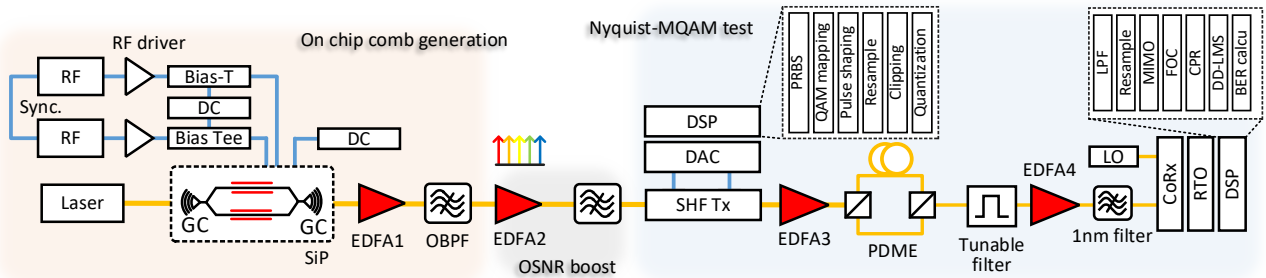 On chip comb generation
RF driver
RF
Bias-T
Sync.
DC
RF
Bias Tee
DC
Laser
GC
GC
SiP
EDFA1
OBPF
EDFA2
OSNR boost
Nyquist-MQAM test
PRBS
QAM mapping
Pulse shaping
Resample
Clipping
Quantization
DSP
DAC
SHF Tx
EDFA3
PDME
Tunable
filter
EDFA4
1nm filter
LO
CoRx
RTO
DSP
LPF
Resample
MIMO
FOC
CPR
DD-LMS
BER calcu